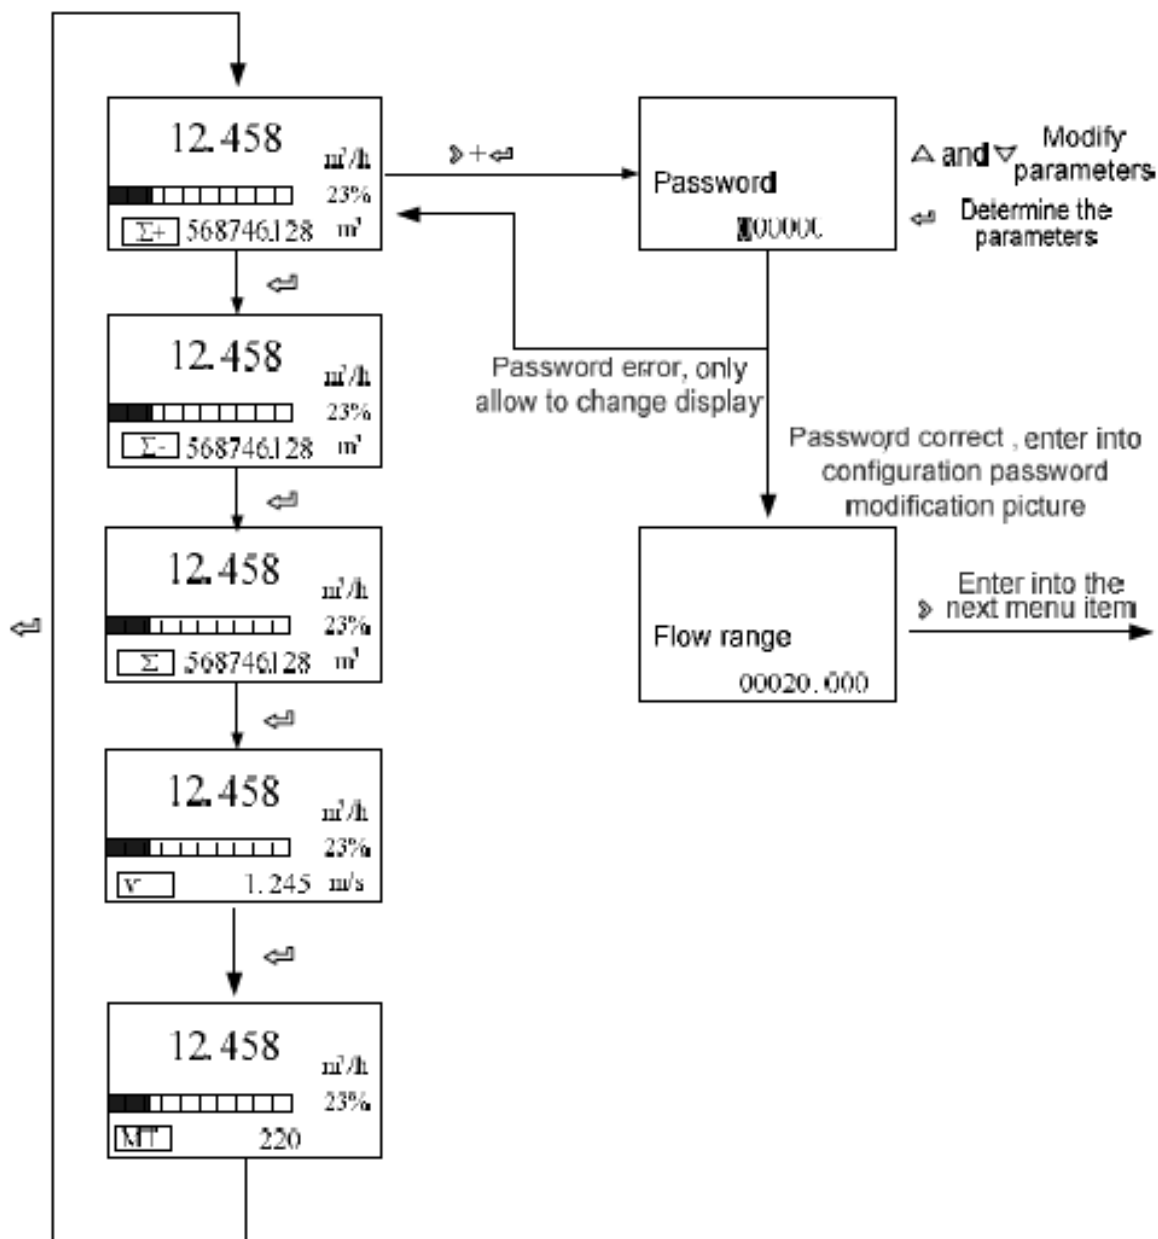 12.458
m³/h
23%
Σ+ 568746.128 m³
12.458
m³/h
23%
Σ- 568746.128 m³
12.458
m³/h
23%
Σ 568746.128 m³
12.458
m³/h
23%
V 1.245 m/s
12.458
m³/h
23%
MT 220
+
Password
000000
△ and ▽ Modify
parameters
Determine the
parameters
Password error, only
allow to change display
Password correct , enter into
configuration password
modification picture
Flow range
00020.000
Enter into the
next menu item